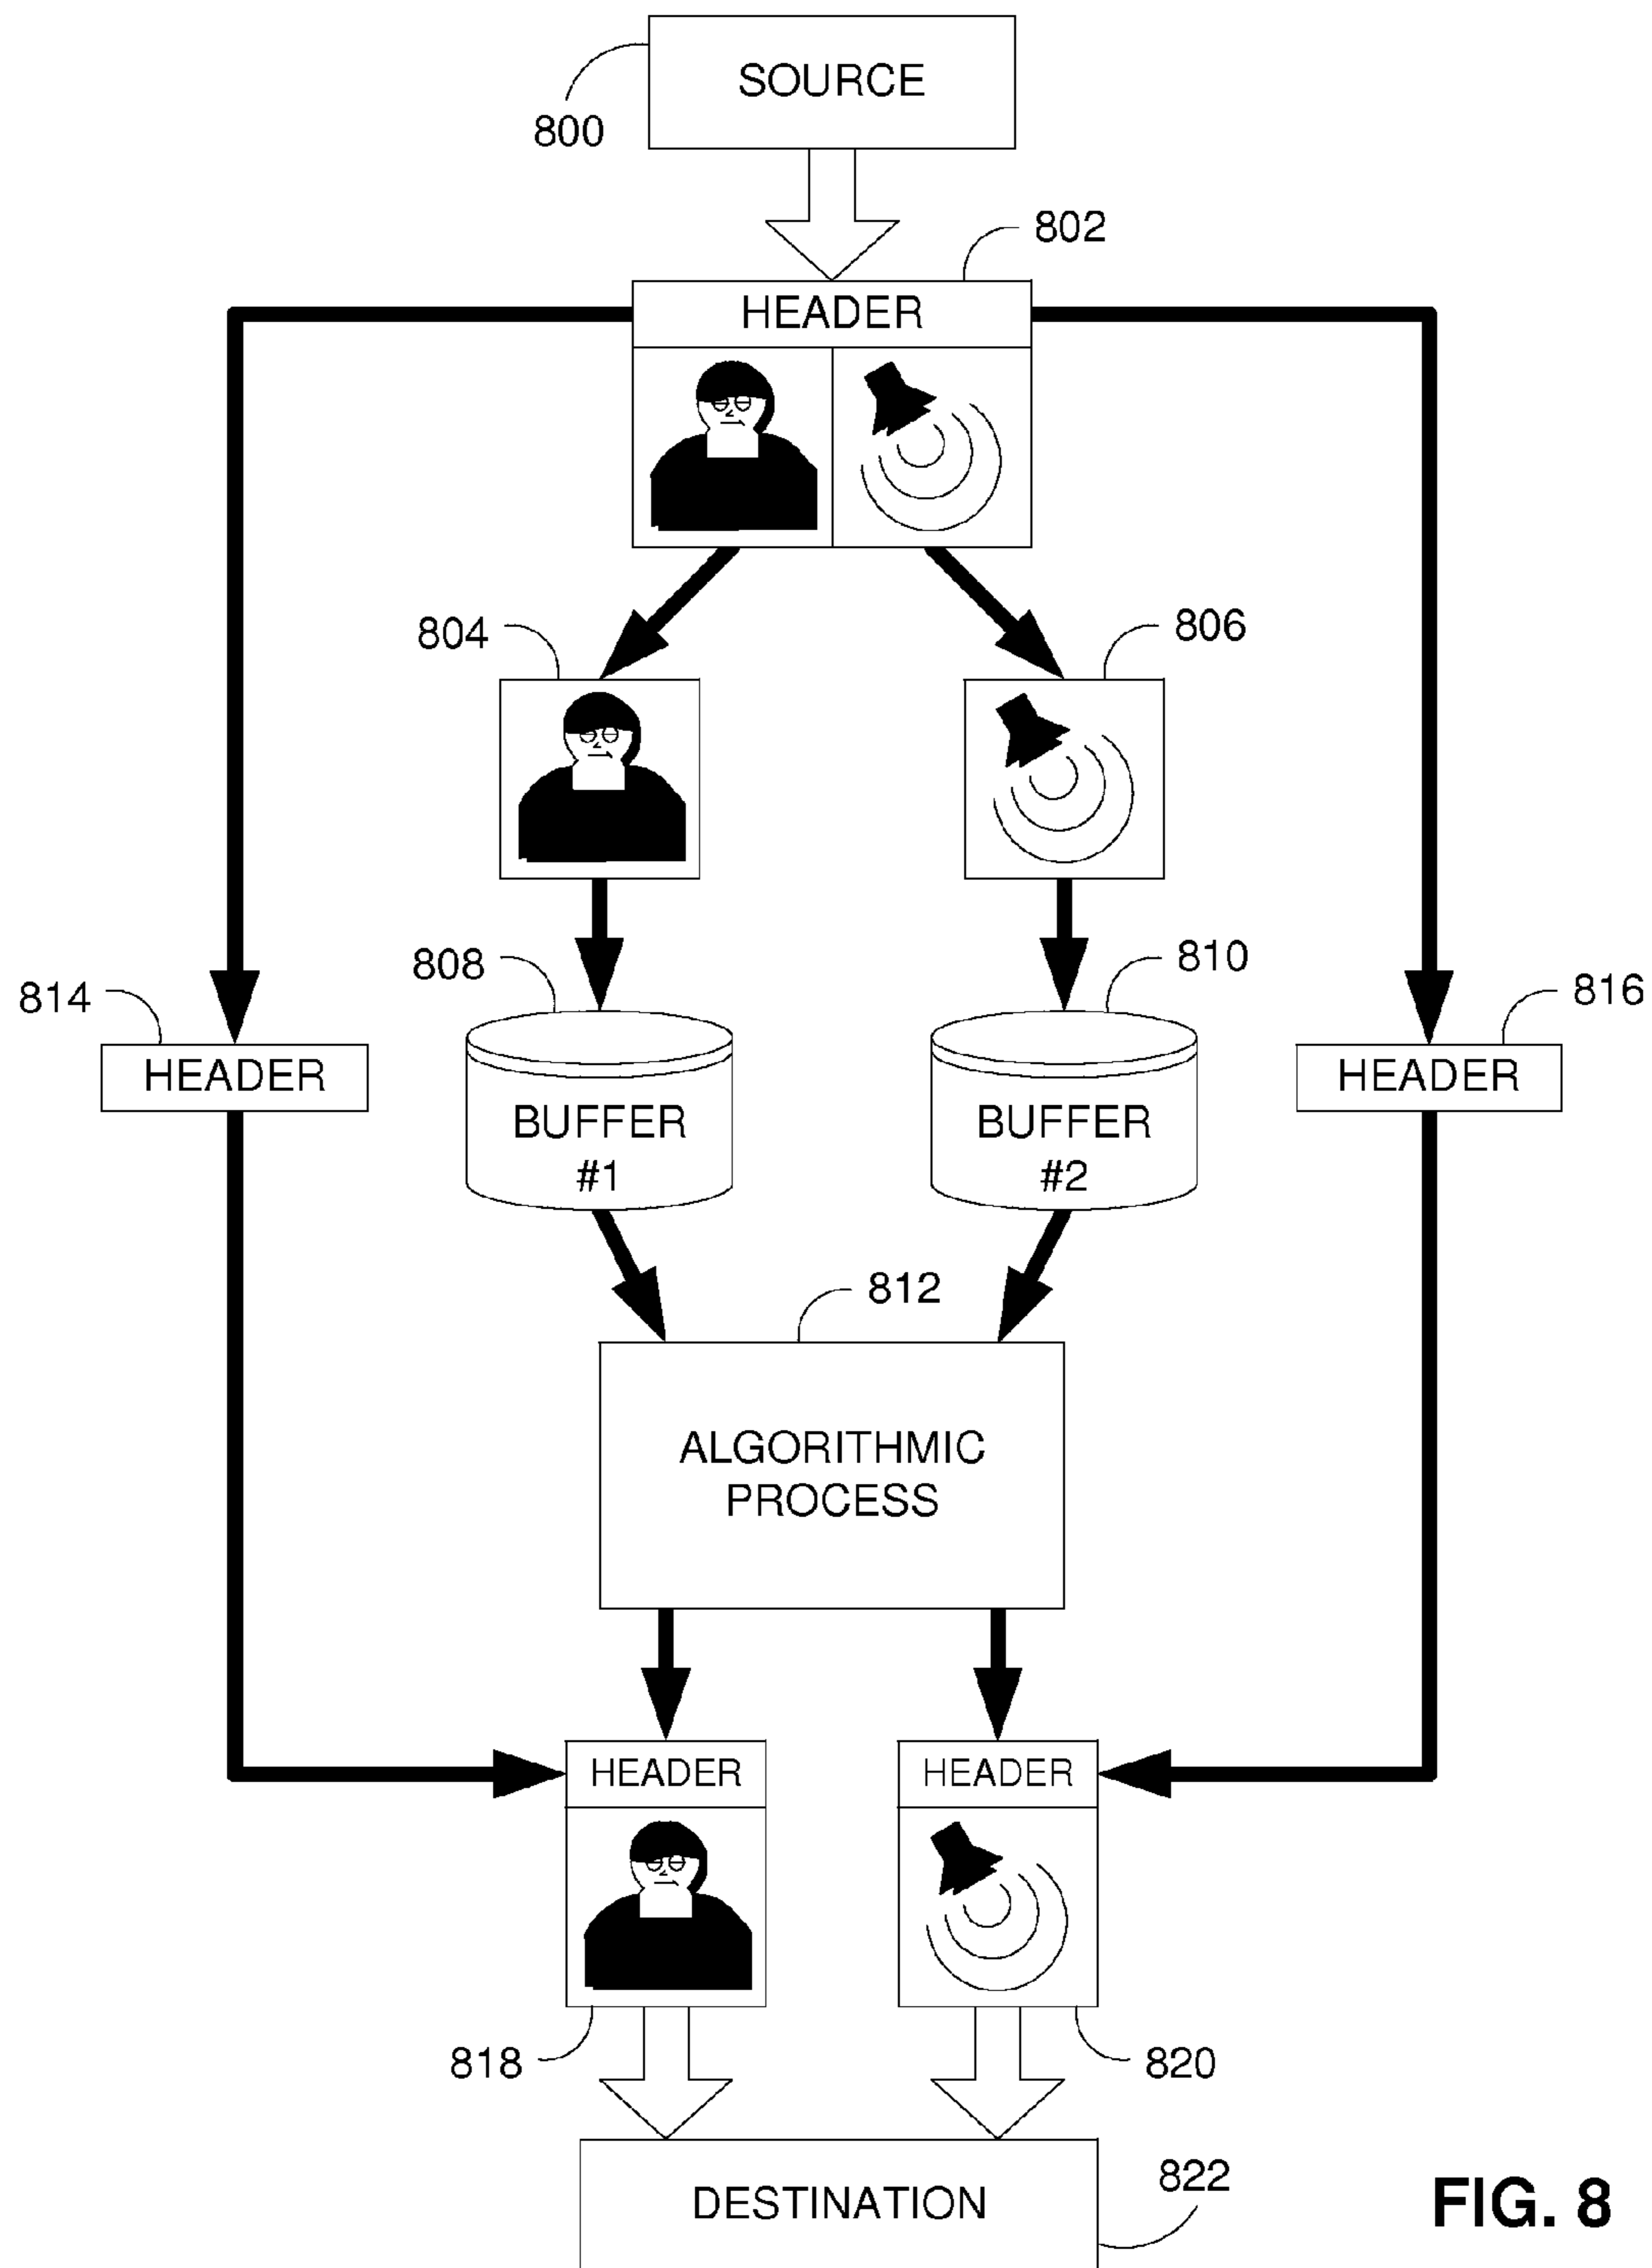 SOURCE
800
802
HEADER
804
806
808
810
814
816
HEADER
BUFFER
#1
BUFFER
#2
HEADER
812
ALGORITHMIC
PROCESS
HEADER
HEADER
818
820
DESTINATION
822
FIG. 8